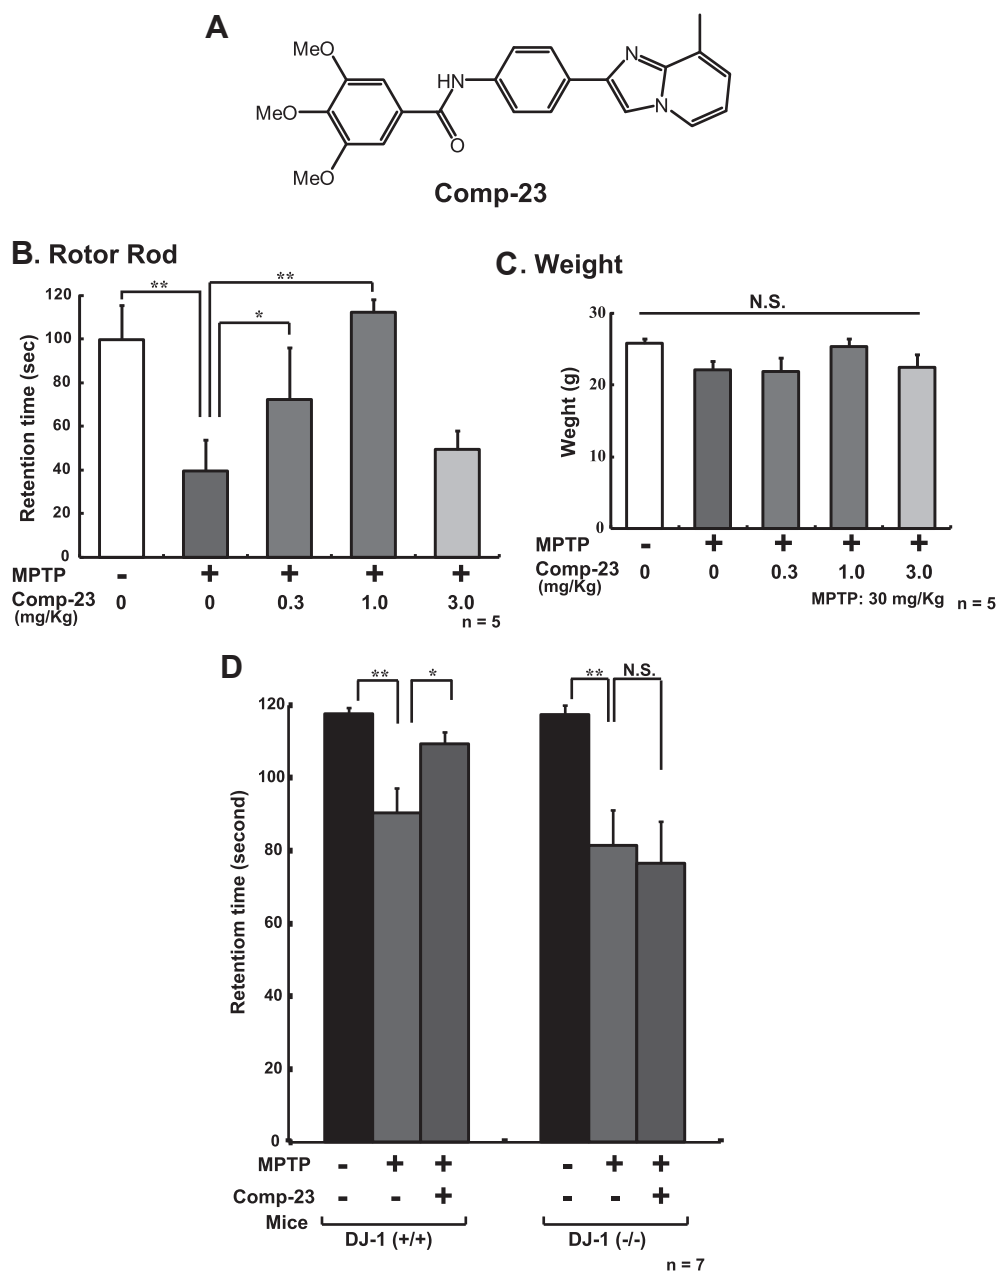 A
MeO
MeO
MeO
HN
O
N
N
Comp-23
B. Rotor Rod
Retention time (sec)
120
100
80
60
40
20
0
**
**
*
MPTP - + + + +
Comp-23 0 0 0.3 1.0 3.0
(mg/Kg)
n = 5
C. Weight
Weght (g)
30
20
10
0
N.S.
MPTP - + + + +
Comp-23 0 0 0.3 1.0 3.0
(mg/Kg)
MPTP: 30 mg/Kg n = 5
D
Retentiom time (second)
120
100
80
60
40
20
0
** * ** N.S.
MPTP - + + - + +
Comp-23 - - + - - +
Mice
DJ-1 (+/+) DJ-1 (-/-)
n = 7